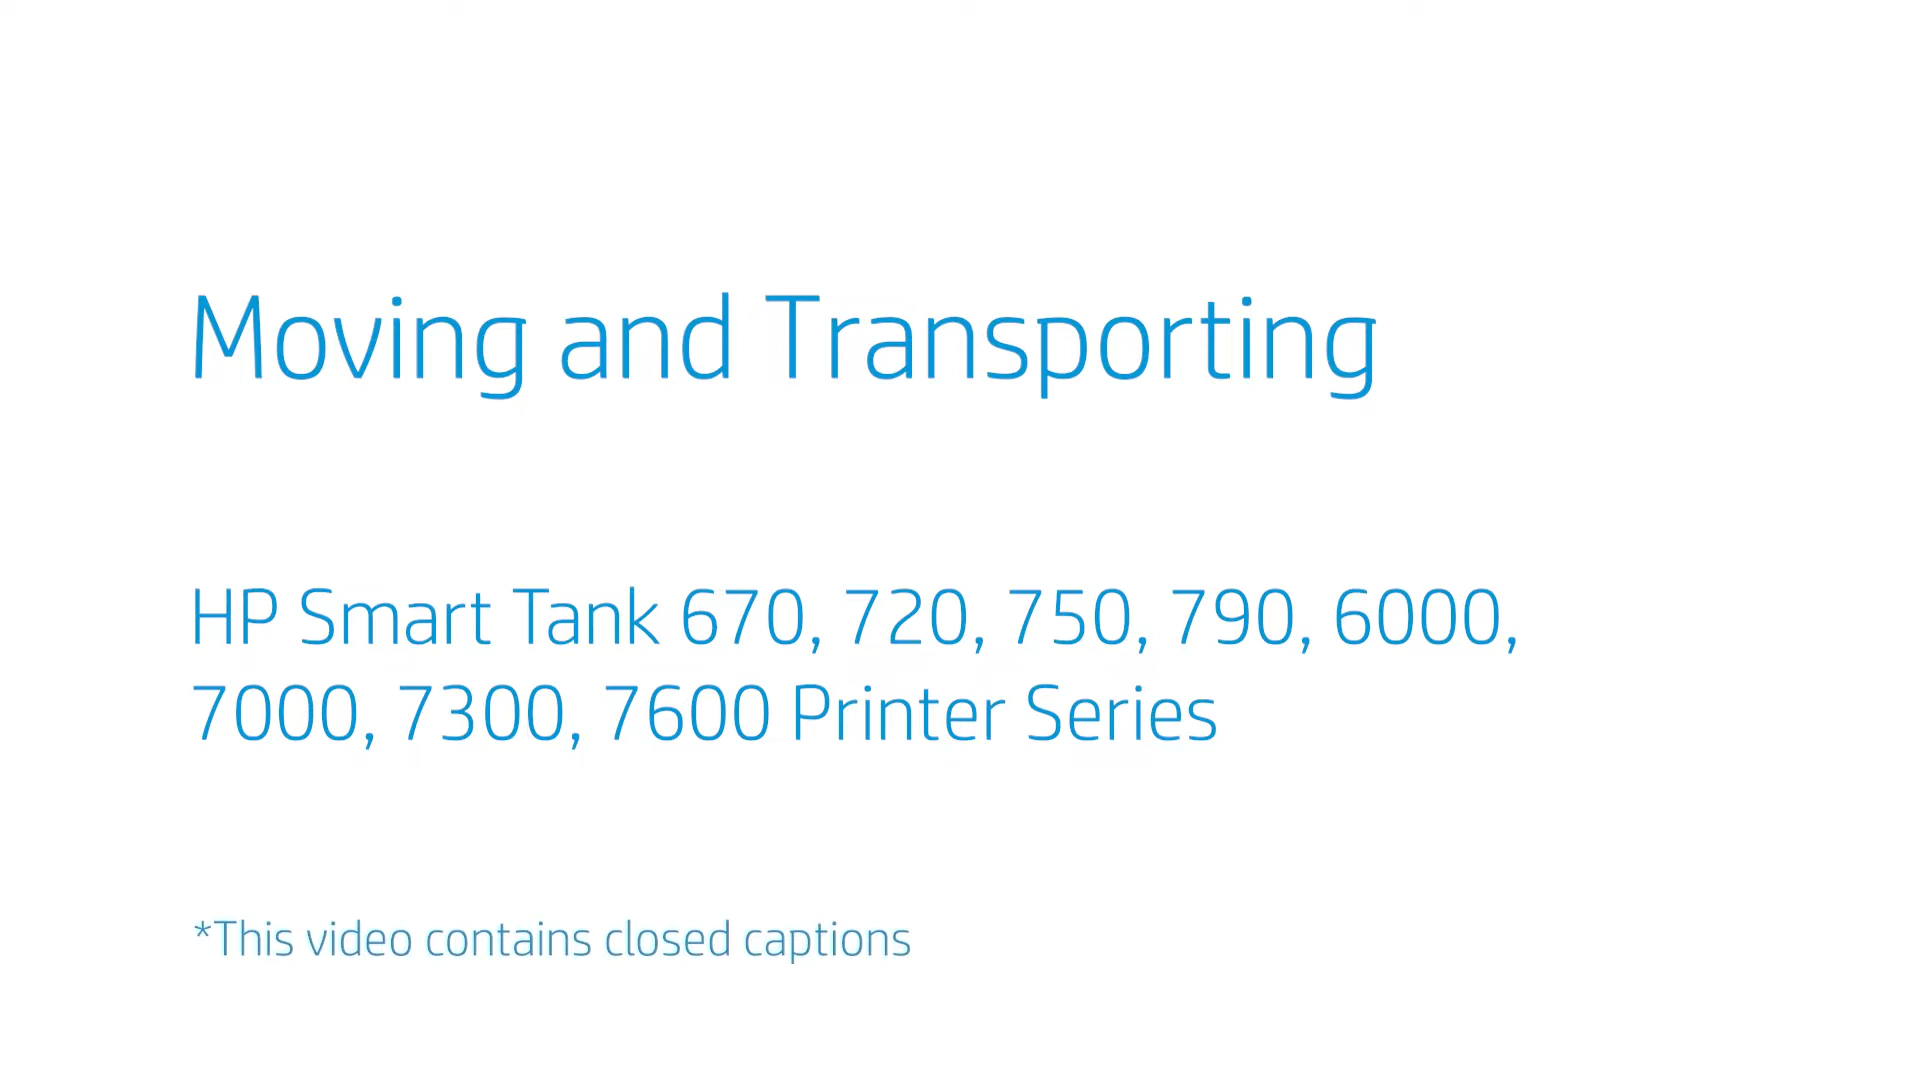 Moving and Transporting
HP Smart Tank 670, 720, 750, 790, 6000,
7000, 7300, 7600 Printer Series
*This video contains closed captions